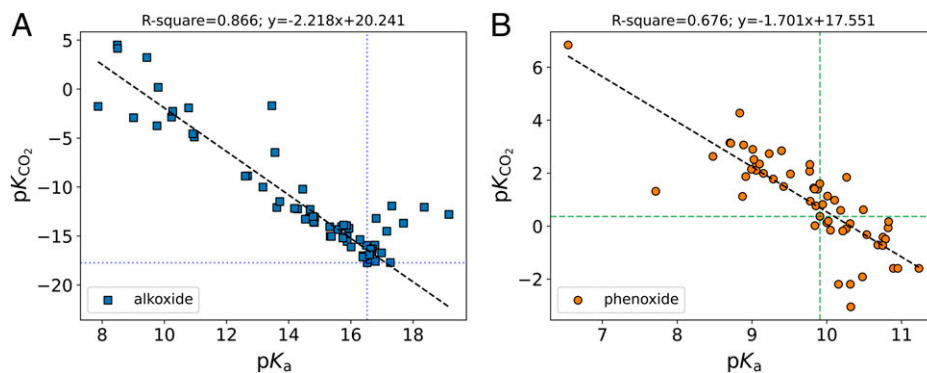 A
R-square=0.866; y=-2.218x+20.241
5
0
−5
−10
−15
−20
pK_CO₂
alkoxide
8 10 12 14 16 18
pKₐ
B
R-square=0.676; y=-1.701x+17.551
6
4
2
0
−2
pK_CO₂
phenoxide
7 8 9 10 11
pKₐ